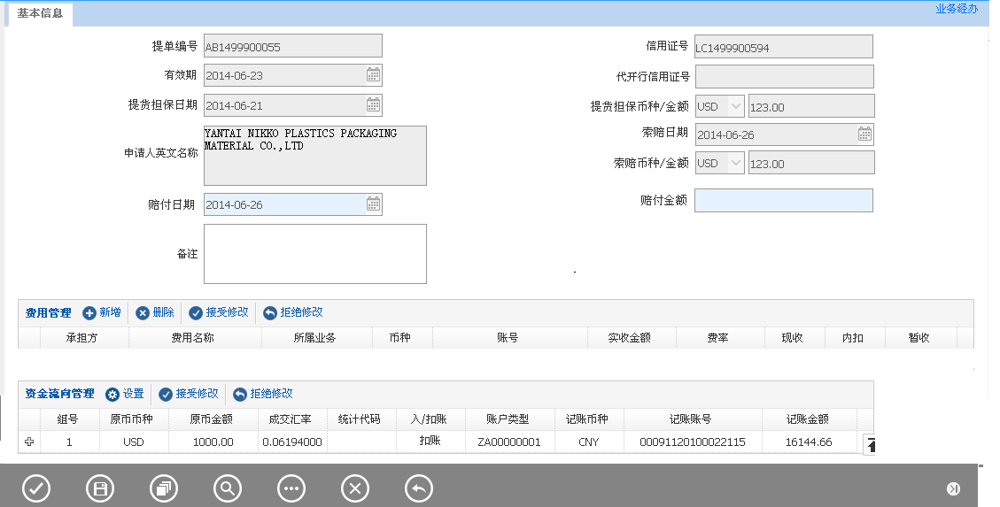 基本信息
业务经办
提单编号 AB1499900055 信用证号 LC1499900594
有效期 2014-06-23 代开行信用证号
提货担保日期 2014-06-21 提货担保币种/金额 USD 123.00
索赔日期 2014-06-26
申请人英文名称 YANTAI NIKKO PLASTICS PACKAGING
MATERIAL CO.,LTD
索赔币种/金额 USD 123.00
赔付日期 2014-06-26 赔付金额
备注
费用管理 新增 删除 接受修改 拒绝修改
承担方 费用名称 所属业务 币种 账号 实收金额 费率 现收 内扣 暂收
资金流向管理 设置 接受修改 拒绝修改
组号 原币币种 原币金额 成交汇率 统计代码 入/扣账 账户类型 记账币种 记账账号 记账金额
1 USD 1000.00 0.06194000 扣账 ZA00000001 CNY 00091120100022115 16144.66